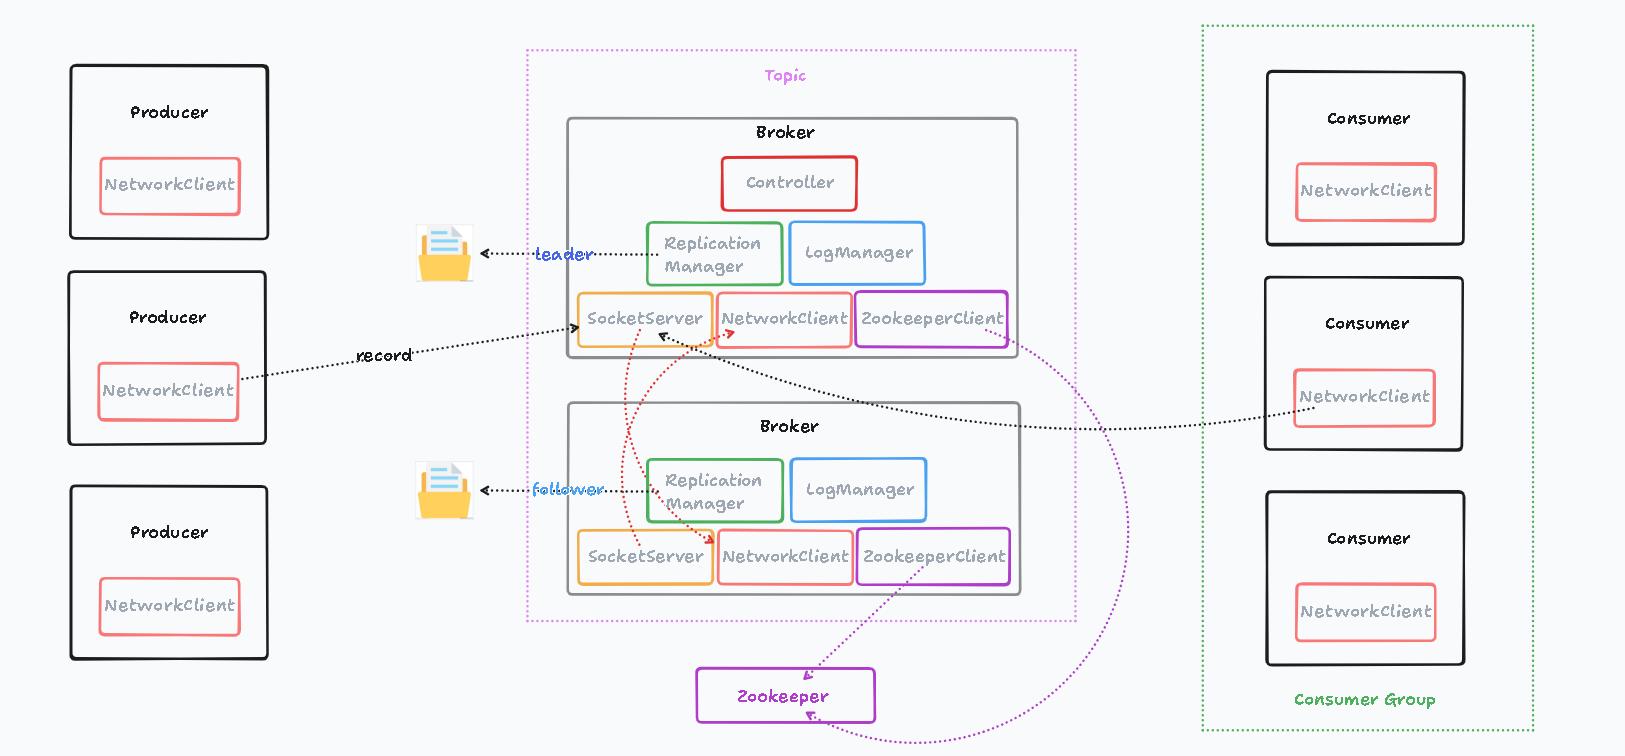 Producer
NetworkClient
Producer
NetworkClient
Producer
NetworkClient
record
leader
follower
Topic
Broker
Controller
Replication
Manager
LogManager
SocketServer
NetworkClient
ZookeeperClient
Broker
Replication
Manager
LogManager
SocketServer
NetworkClient
ZookeeperClient
Zookeeper
Consumer
NetworkClient
Consumer
NetworkClient
Consumer
NetworkClient
Consumer Group